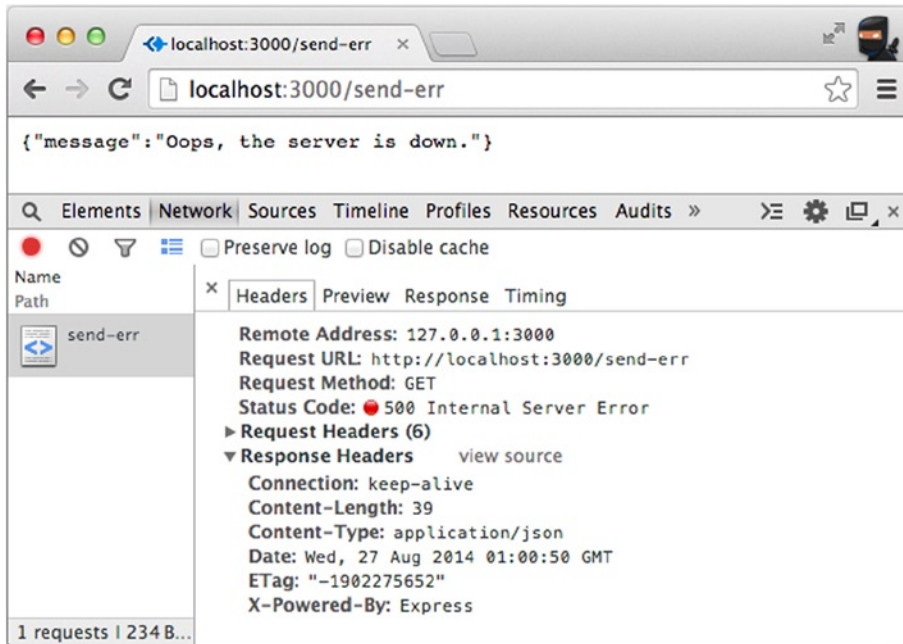 localhost:3000/send-err ×
localhost:3000/send-err
{"message":"Oops, the server is down."}
Elements Network Sources Timeline Profiles Resources Audits »
Preserve log Disable cache
Name
Path
× Headers Preview Response Timing
send-err
Remote Address: 127.0.0.1:3000
Request URL: http://localhost:3000/send-err
Request Method: GET
Status Code: 500 Internal Server Error
Request Headers (6)
Response Headers view source
Connection: keep-alive
Content-Length: 39
Content-Type: application/json
Date: Wed, 27 Aug 2014 01:00:50 GMT
ETag: "-1902275652"
X-Powered-By: Express
1 requests | 234 B...